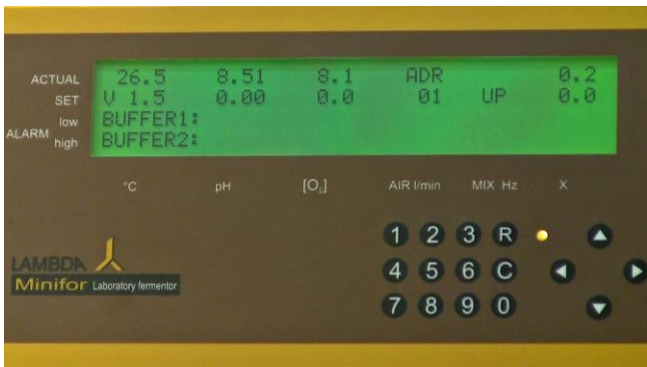 ACTUAL 26.5 8.51 8.1 ADR 0.2
SET V 1.5 0.00 0.0 01 UP 0.0
ALARM low BUFFER1:
high BUFFER2:
°C pH [O₂] AIR l/min MIX Hz X
1 2 3 R
4 5 6 C
7 8 9 0
LAMBDA
Minifor Laboratory fermentor